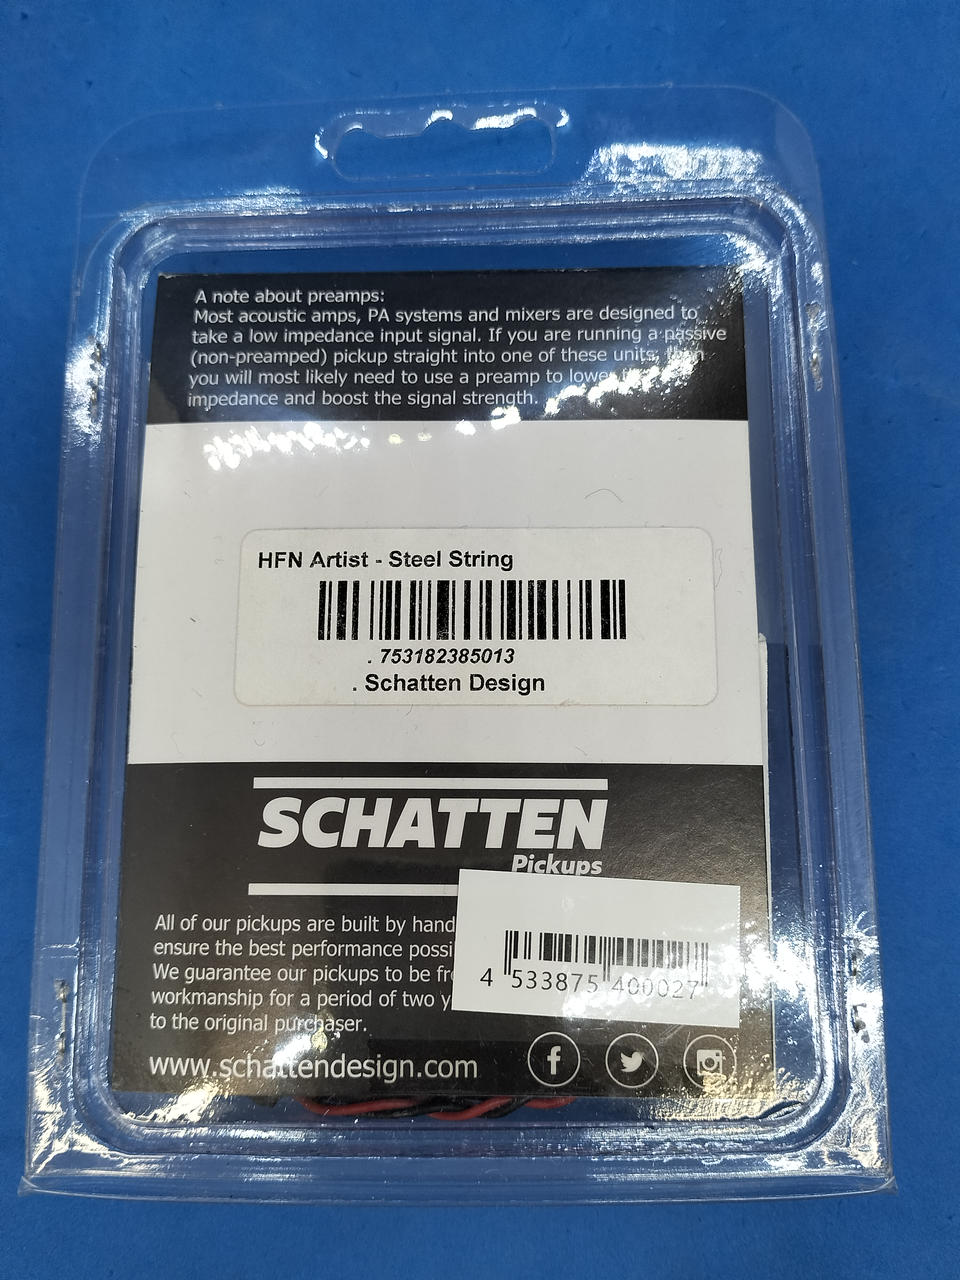 A note about preamps:
Most acoustic amps, PA systems and mixers are designed to
take a low impedance input signal. If you are running a passive
(non-preamped) pickup straight into one of these units,
you will most likely need to use a preamp to lower
impedance and boost the signal strength.
HFN Artist - Steel String
. 753182385013
. Schatten Design
SCHATTEN
Pickups
All of our pickups are built by hand
ensure the best performance
We guarantee our pickups to be
workmanship for a period of two
to the original purchaser.
4 533875 400027
www.schattendesign.com